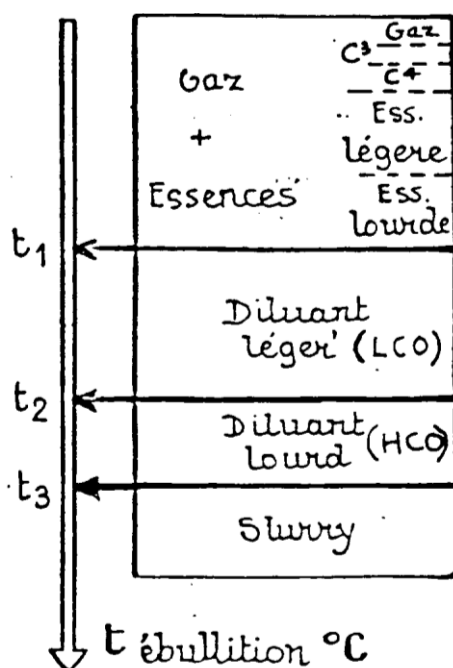 Gaz
C3
C4
Gaz
+
Essences
Ess.
légere
Ess.
lourde
t1
Diluant
léger (LCO)
t2
Diluant
lourd (HCO)
t3
Slurry
t ébullition °C